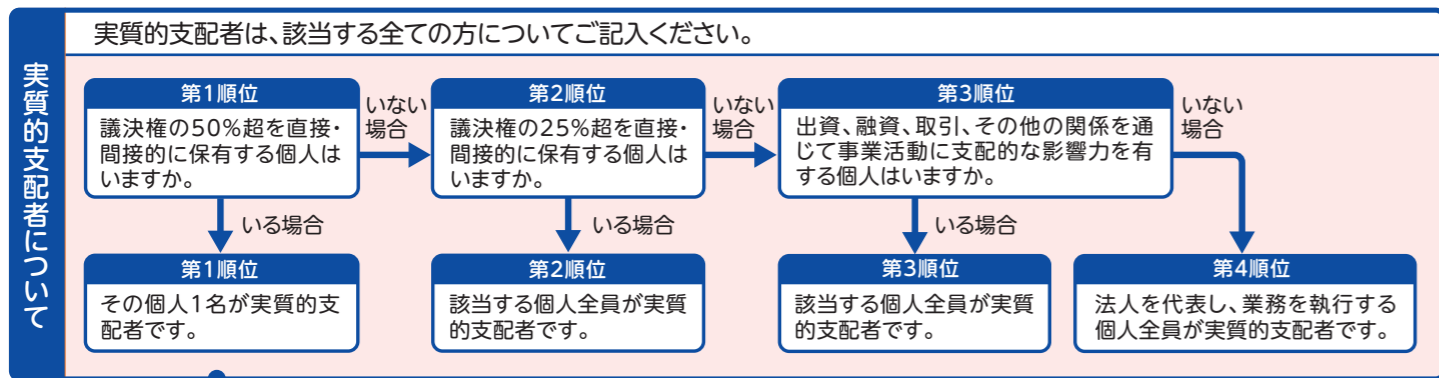 実質的支配者について
実質的支配者は、該当する全ての方についてご記入ください。
第1順位
議決権の50%超を直接・
間接的に保有する個人は
いますか。
いない
場合
第2順位
議決権の25%超を直接・
間接的に保有する個人は
いますか。
いない
場合
第3順位
出資、融資、取引、その他の関係を通
じて事業活動に支配的な影響力を有
する個人はいますか。
いない
場合
いる場合
いる場合
いる場合
第1順位
その個人1名が実質的支
配者です。
第2順位
該当する個人全員が実質
的支配者です。
第3順位
該当する個人全員が実質
的支配者です。
第4順位
法人を代表し、業務を執行する
個人全員が実質的支配者です。